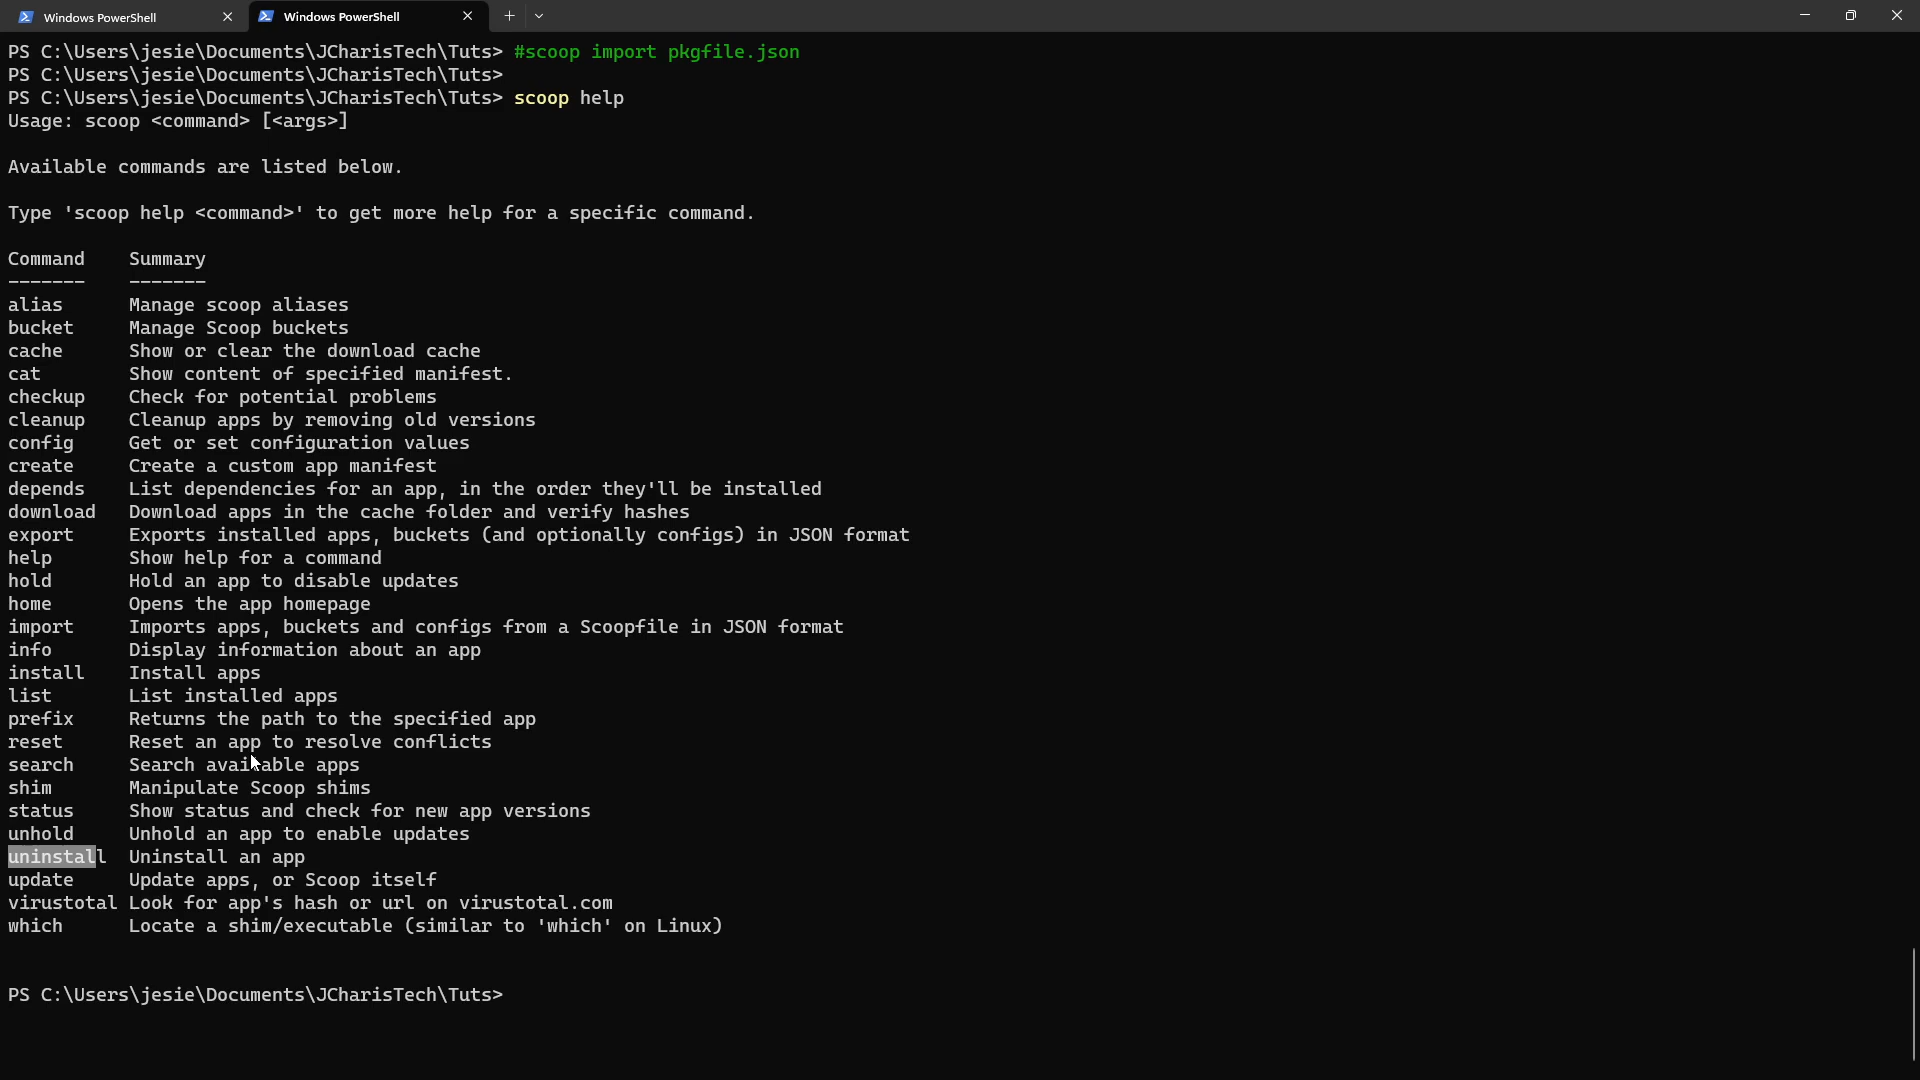 Windows PowerShell
Windows PowerShell
PS C:\Users\jesie\Documents\JCharisTech\Tuts> #scoop import pkgfile.json
PS C:\Users\jesie\Documents\JCharisTech\Tuts>
PS C:\Users\jesie\Documents\JCharisTech\Tuts> scoop help
Usage: scoop <command> [<args>]
Available commands are listed below.
Type 'scoop help <command>' to get more help for a specific command.
Command    Summary
-------    -------
alias      Manage scoop aliases
bucket     Manage Scoop buckets
cache      Show or clear the download cache
cat        Show content of specified manifest.
checkup    Check for potential problems
cleanup    Cleanup apps by removing old versions
config     Get or set configuration values
create     Create a custom app manifest
depends    List dependencies for an app, in the order they'll be installed
download   Download apps in the cache folder and verify hashes
export     Exports installed apps, buckets (and optionally configs) in JSON format
help       Show help for a command
hold       Hold an app to disable updates
home       Opens the app homepage
import     Imports apps, buckets and configs from a Scoopfile in JSON format
info       Display information about an app
install    Install apps
list       List installed apps
prefix     Returns the path to the specified app
reset      Reset an app to resolve conflicts
search     Search available apps
shim       Manipulate Scoop shims
status     Show status and check for new app versions
unhold     Unhold an app to enable updates
uninstall  Uninstall an app
update     Update apps, or Scoop itself
virustotal Look for app's hash or url on virustotal.com
which      Locate a shim/executable (similar to 'which' on Linux)
PS C:\Users\jesie\Documents\JCharisTech\Tuts>